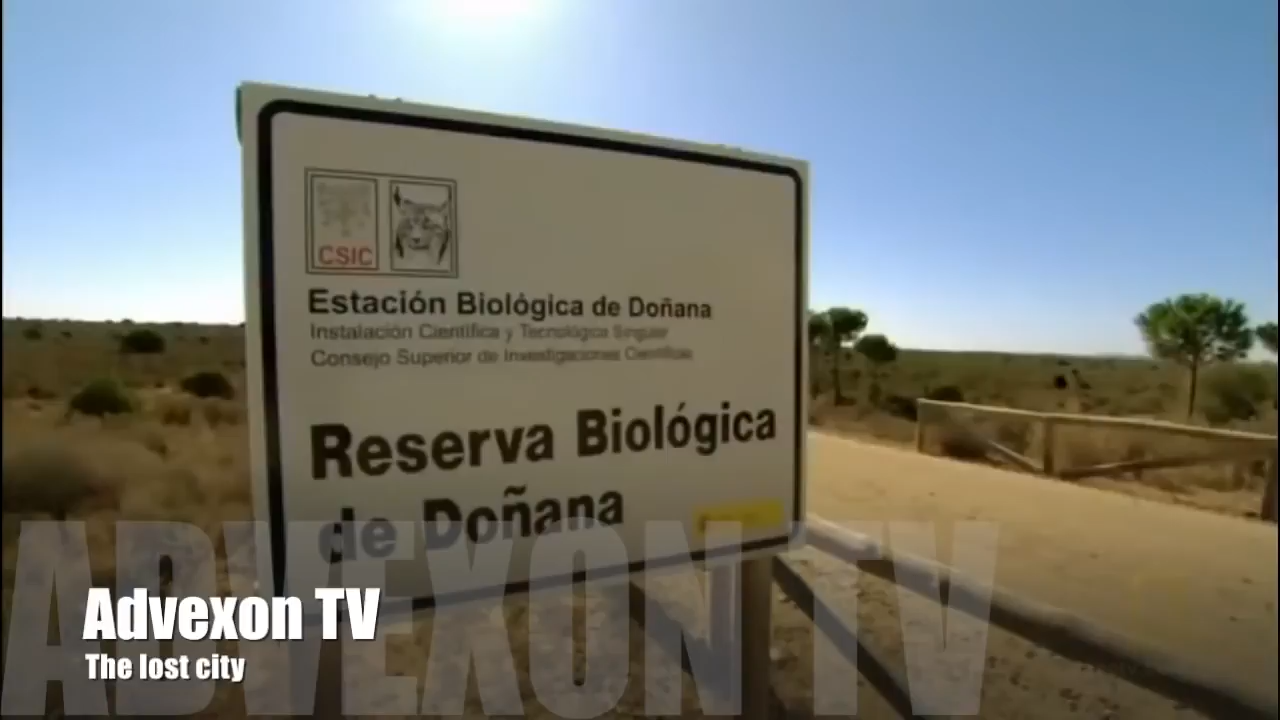 CSIC
Estación Biológica de Doñana
Instalación Científica y Tecnológica Singular
Consejo Superior de Investigaciones Científicas
Reserva Biológica
de Doñana
ADVEXON TV
Advexon TV
The lost city